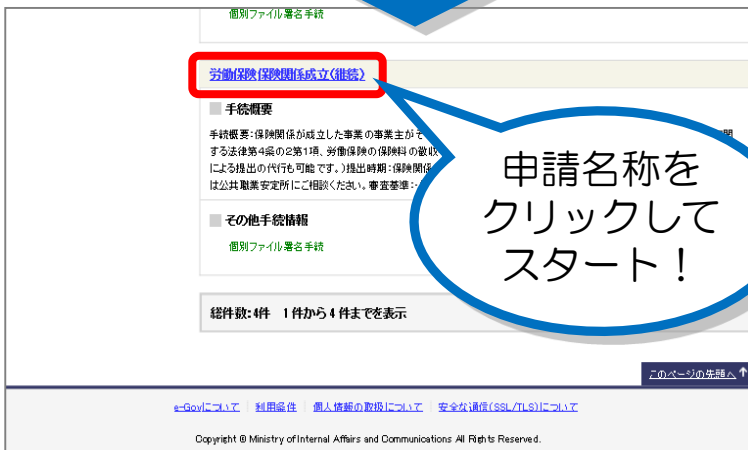 個別ファイル署名手続
労働保険保険関係成立(継続)
手続概要
手続概要:保険関係が成立した事業の事業主がそ
する法律第4条の2第1項、労働保険の保険料の徴収
による提出の代行も可能です。)提出時期:保険関係
は公共職業安定所にご相談ください。審査基準:-
その他手続情報
個別ファイル署名手続
申請名称を
クリックして
スタート!
総件数:4件 1件から4件までを表示
このページの先頭へ↑
e-Govについて 利用条件 個人情報の取扱について 安全な通信(SSL/TLS)について
Copyright © Ministry of Internal Affairs and Communications All Rights Reserved.